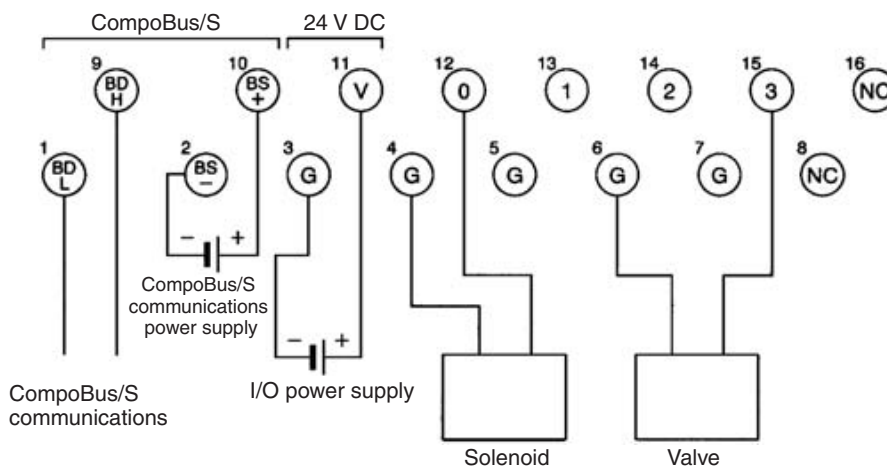 CompoBus/S
24 V DC
9
BD
H
10
BS
+
11
V
12
0
13
1
14
2
15
3
16
NC
1
BD
L
2
BS
−
3
G
4
G
5
G
6
G
7
G
8
NC
− +
CompoBus/S
communications
power supply
− +
I/O power supply
CompoBus/S
communications
Solenoid
Valve